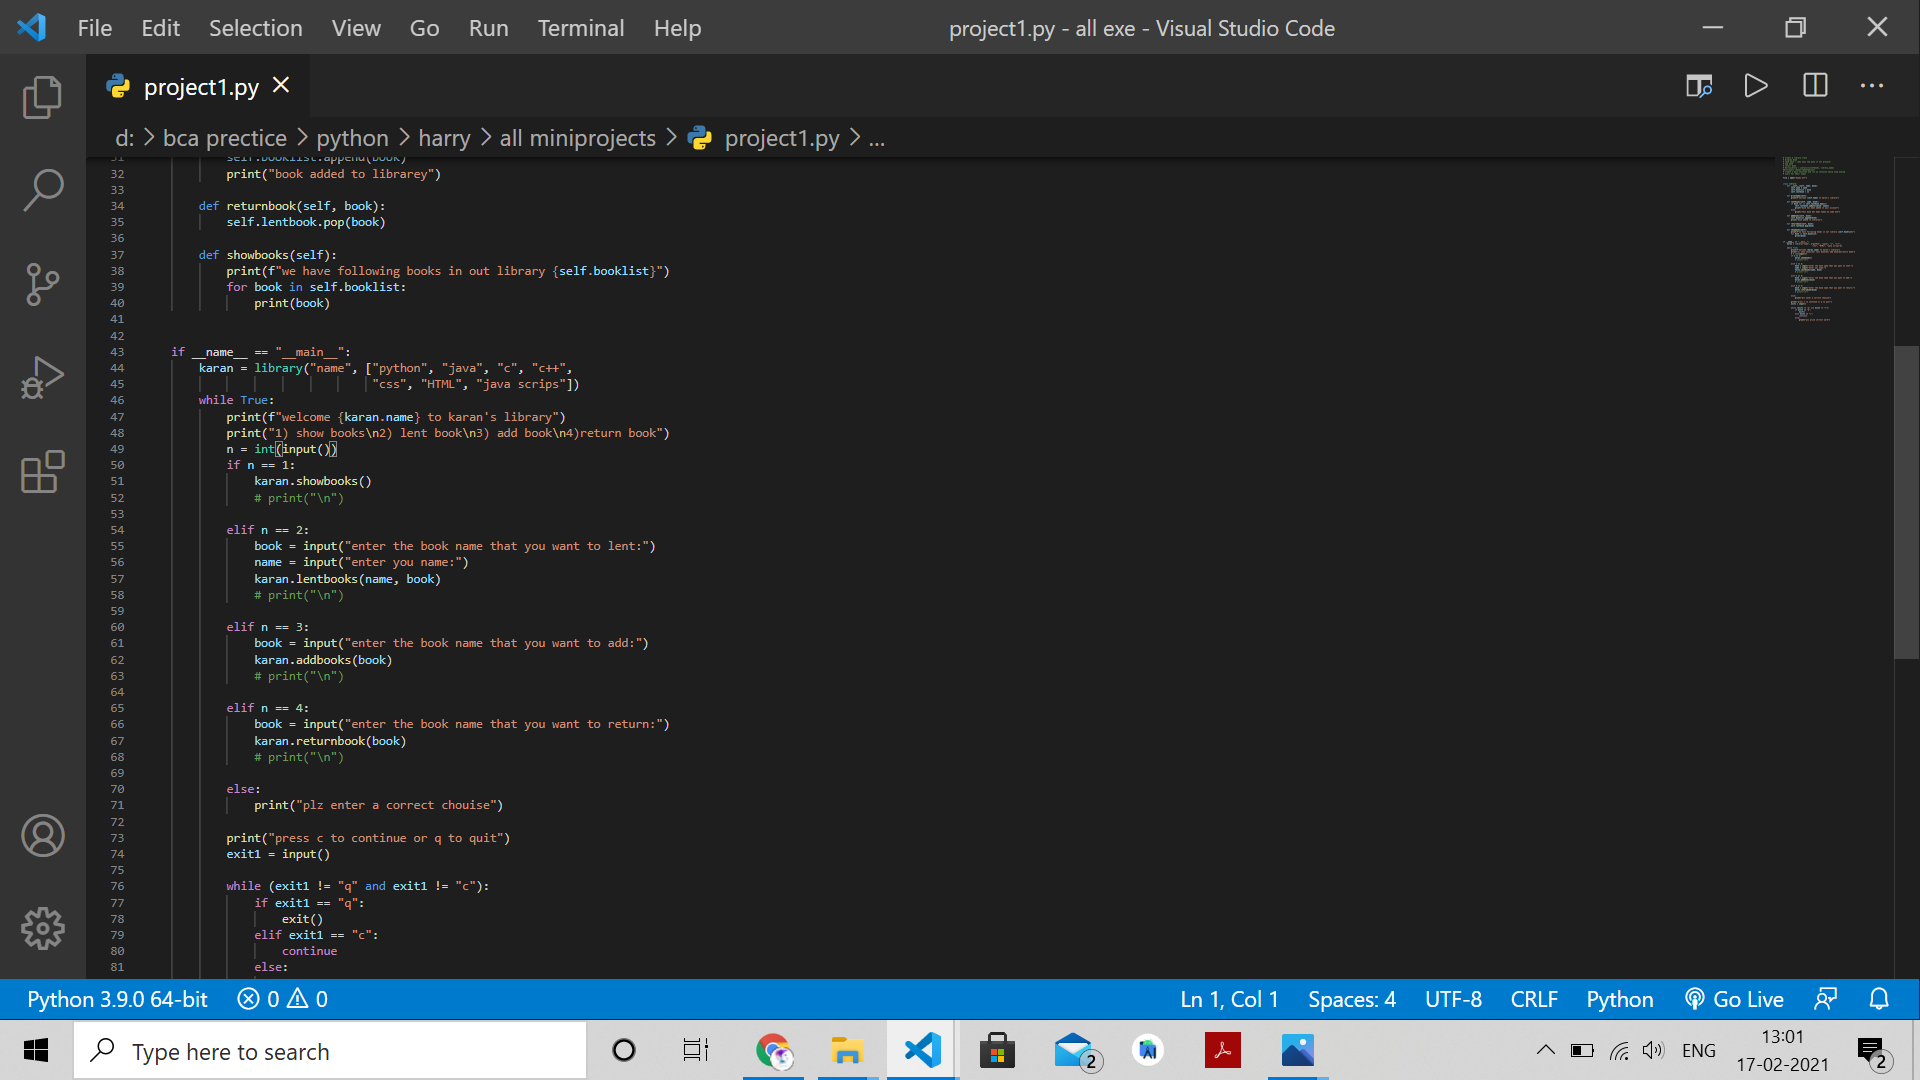 File Edit Selection View Go Run Terminal Help project1.py - all exe - Visual Studio Code
project1.py
d: > bca prectice > python > harry > all miniprojects > project1.py > ...
31 self.booklist.append(book)
32 print("book added to librarey")
33
34 def returnbook(self, book):
35 self.lentbook.pop(book)
36
37 def showbooks(self):
38 print(f"we have following books in out library {self.booklist}")
39 for book in self.booklist:
40 print(book)
41
42
43 if __name__ == "__main__":
44 karan = library("name", ["python", "java", "c", "c++",
45 "css", "HTML", "java scrips"])
46 while True:
47 print(f"welcome {karan.name} to karan's library")
48 print("1) show books\n2) lent book\n3) add book\n4)return book")
49 n = int(input())
50 if n == 1:
51 karan.showbooks()
52 # print("\n")
53
54 elif n == 2:
55 book = input("enter the book name that you want to lent:")
56 name = input("enter you name:")
57 karan.lentbooks(name, book)
58 # print("\n")
59
60 elif n == 3:
61 book = input("enter the book name that you want to add:")
62 karan.addbooks(book)
63 # print("\n")
64
65 elif n == 4:
66 book = input("enter the book name that you want to return:")
67 karan.returnbook(book)
68 # print("\n")
69
70 else:
71 print("plz enter a correct chouise")
72
73 print("press c to continue or q to quit")
74 exit1 = input()
75
76 while (exit1 != "q" and exit1 != "c"):
77 if exit1 == "q":
78 exit()
79 elif exit1 == "c":
80 continue
81 else:
Python 3.9.0 64-bit 0 0 Ln 1, Col 1 Spaces: 4 UTF-8 CRLF Python Go Live
Type here to search 2 ENG 13:01 2
17-02-2021